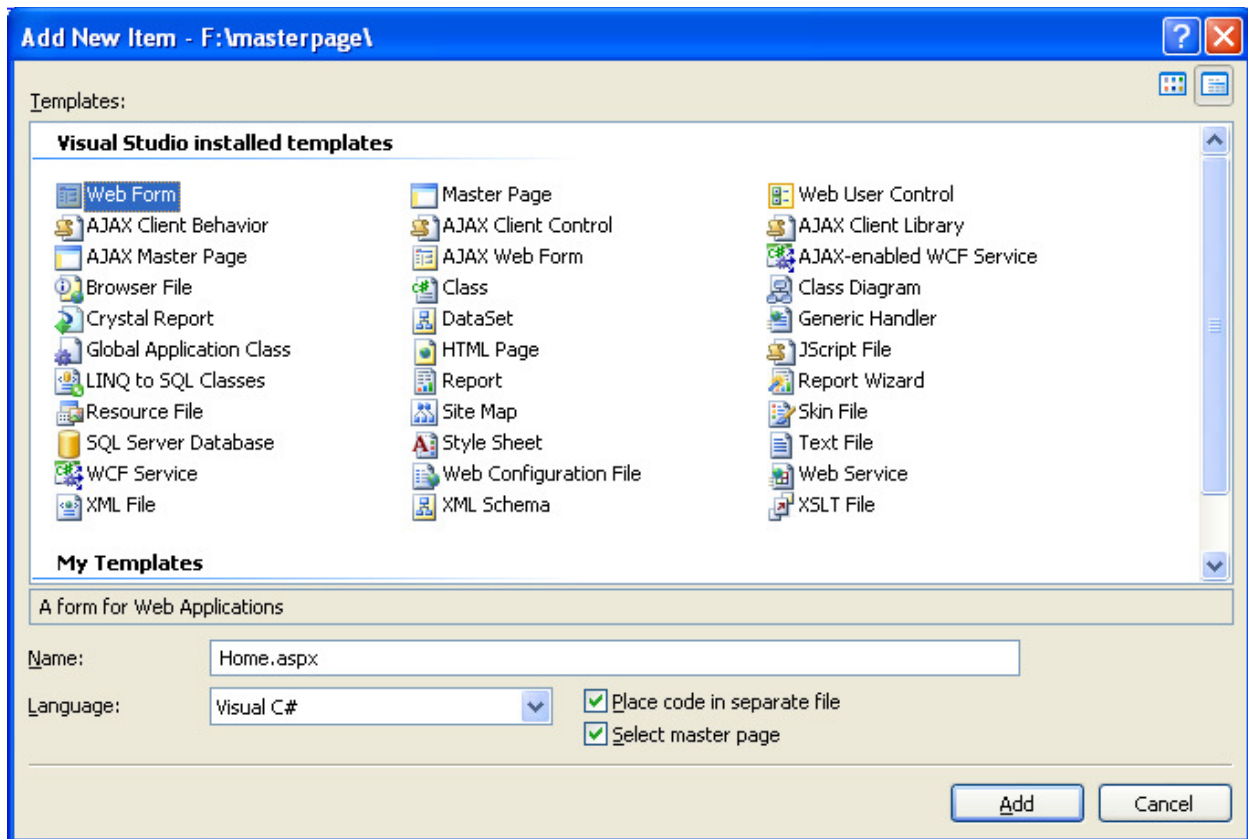 Add New Item - F:\masterpage\
Templates:
Visual Studio installed templates
Web Form Master Page Web User Control
AJAX Client Behavior AJAX Client Control AJAX Client Library
AJAX Master Page AJAX Web Form AJAX-enabled WCF Service
Browser File Class Class Diagram
Crystal Report DataSet Generic Handler
Global Application Class HTML Page JScript File
LINQ to SQL Classes Report Report Wizard
Resource File Site Map Skin File
SQL Server Database Style Sheet Text File
WCF Service Web Configuration File Web Service
XML File XML Schema XSLT File
My Templates
A form for Web Applications
Name: Home.aspx
Language: Visual C# Place code in separate file
Select master page
Add Cancel